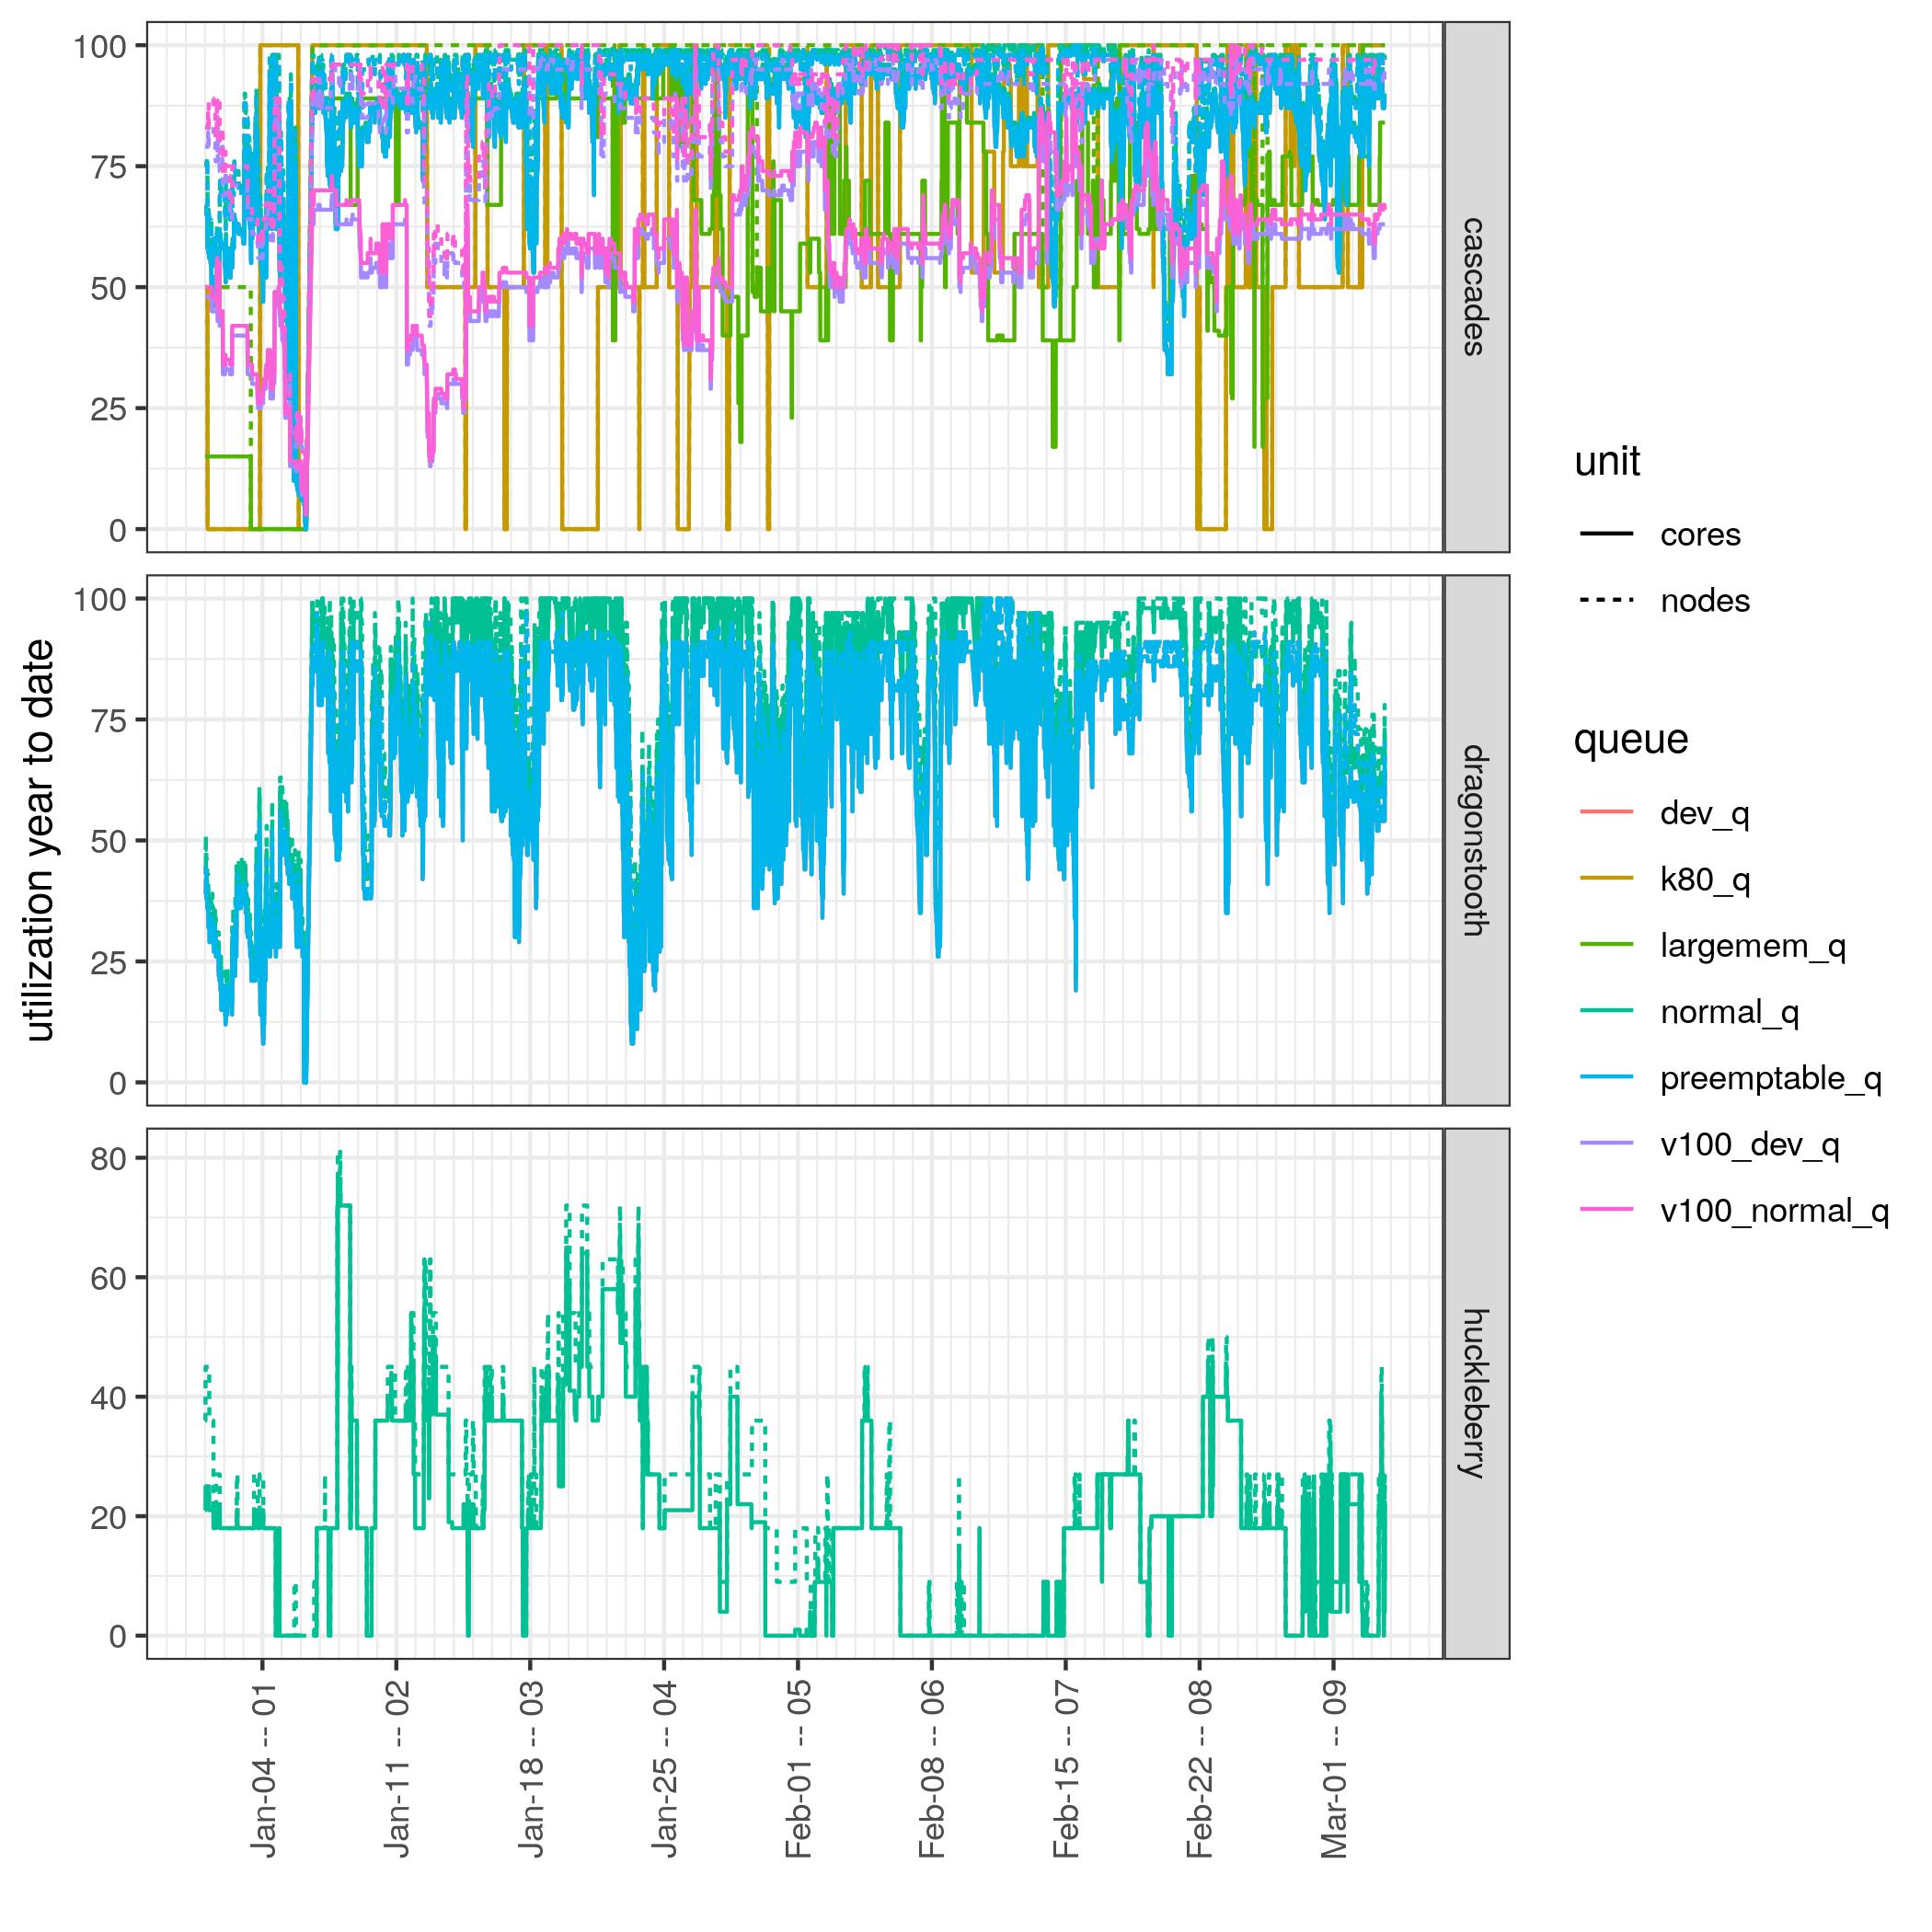 utilization year to date
100
75
50
25
0
cascades
100
75
50
25
0
dragonstooth
80
60
40
20
0
huckleberry
Jan-04 -- 01
Jan-11 -- 02
Jan-18 -- 03
Jan-25 -- 04
Feb-01 -- 05
Feb-08 -- 06
Feb-15 -- 07
Feb-22 -- 08
Mar-01 -- 09
unit
cores
nodes
queue
dev_q
k80_q
largemem_q
normal_q
preemptable_q
v100_dev_q
v100_normal_q